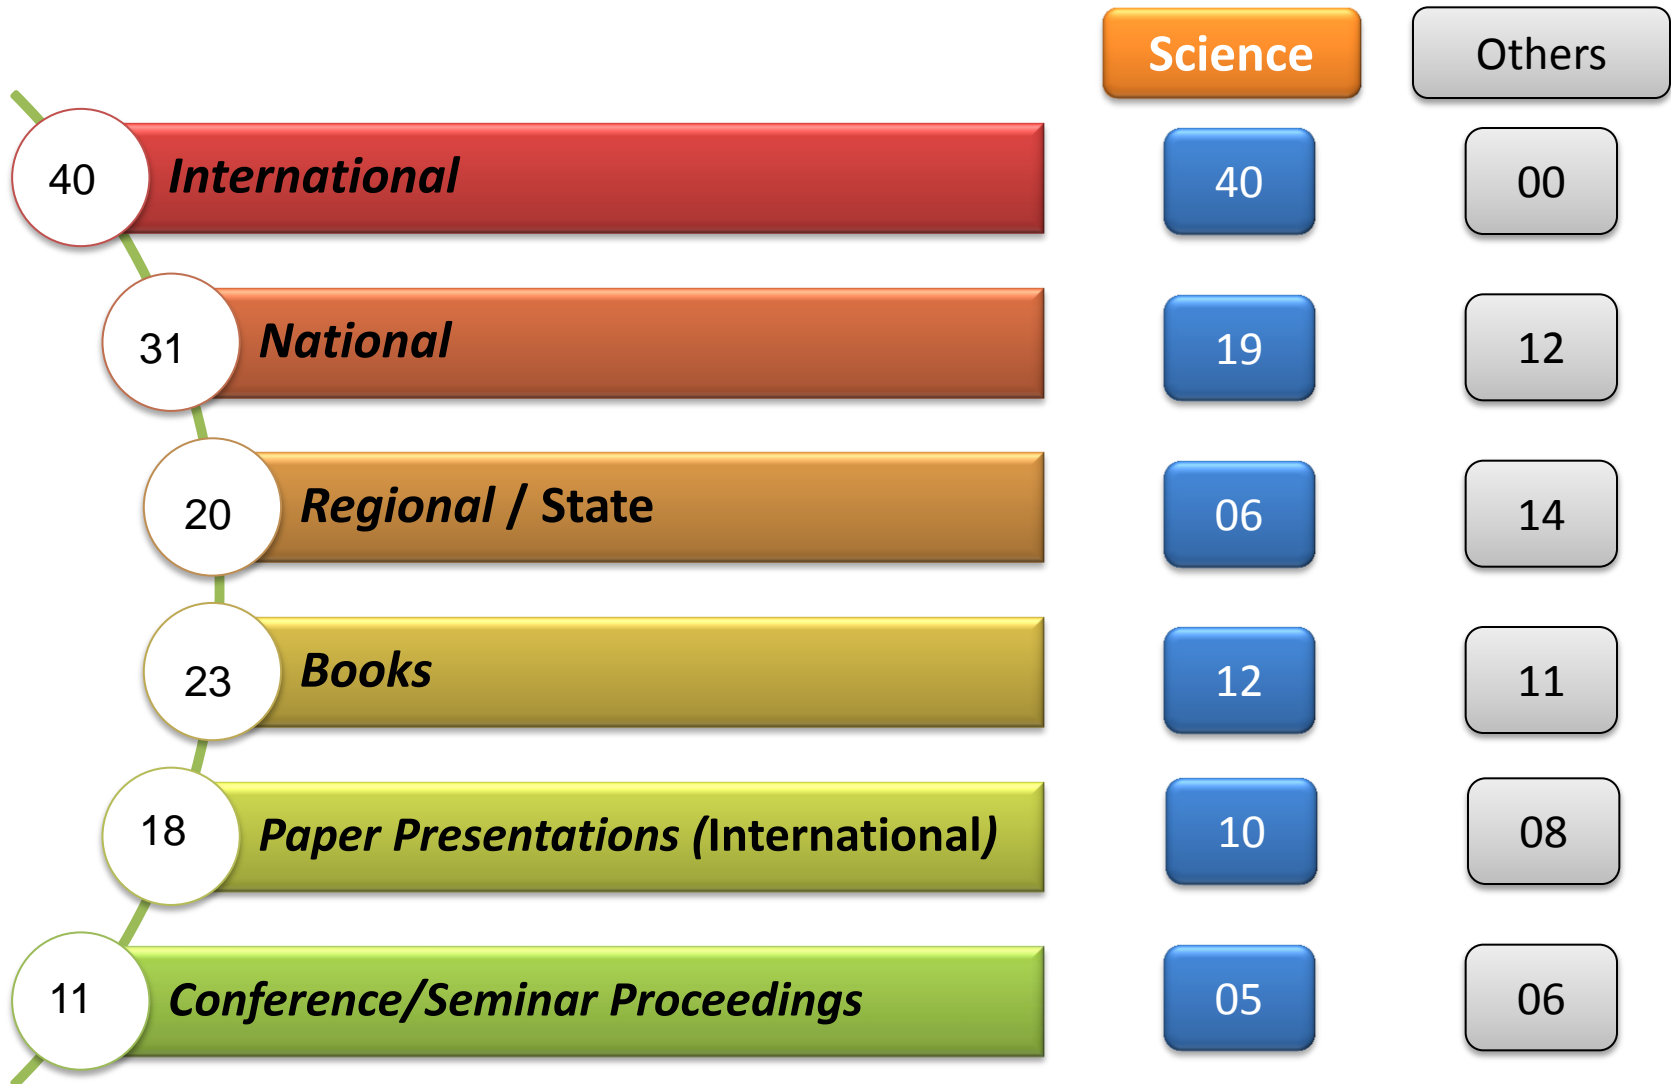 Science Others
40 International 40 00
31 National 19 12
20 Regional / State 06 14
23 Books 12 11
18 Paper Presentations (International) 10 08
11 Conference/Seminar Proceedings 05 06